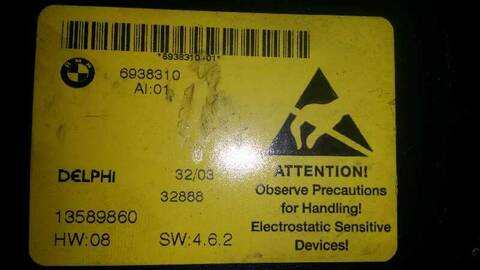 *6938310-01*
BMW
6938310
AI:01
DELPHI
32/03
32888
13589860
HW:08
SW:4.6.2
ATTENTION!
Observe Precautions
for Handling!
Electrostatic Sensitive
Devices!